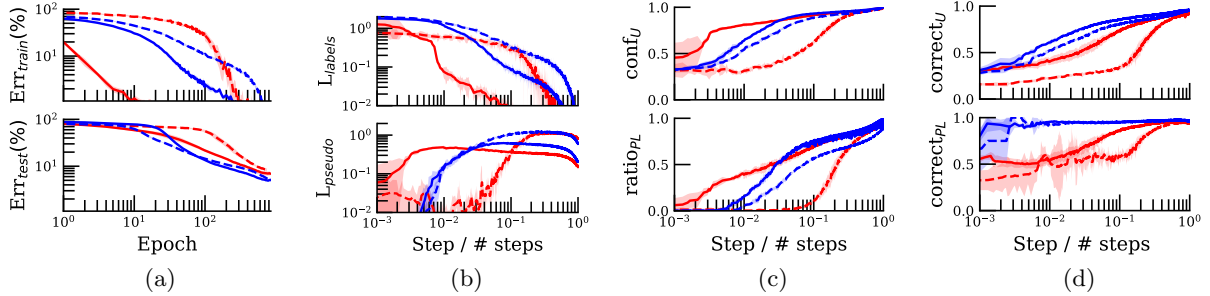 Err_train(%)
10²
10¹
Err_test(%)
10²
10¹
10⁰ 10¹ 10²
Epoch
(a)
L_labels
10⁰
10⁻¹
10⁻²
L_pseudo
10⁰
10⁻¹
10⁻²
10⁻³ 10⁻² 10⁻¹ 10⁰
Step / # steps
(b)
conf_U
1.0
0.5
0.0
ratio_PL
1.0
0.5
0.0
10⁻³ 10⁻² 10⁻¹ 10⁰
Step / # steps
(c)
correct_U
1.0
0.5
0.0
correct_PL
1.0
0.5
0.0
10⁻³ 10⁻² 10⁻¹ 10⁰
Step / # steps
(d)